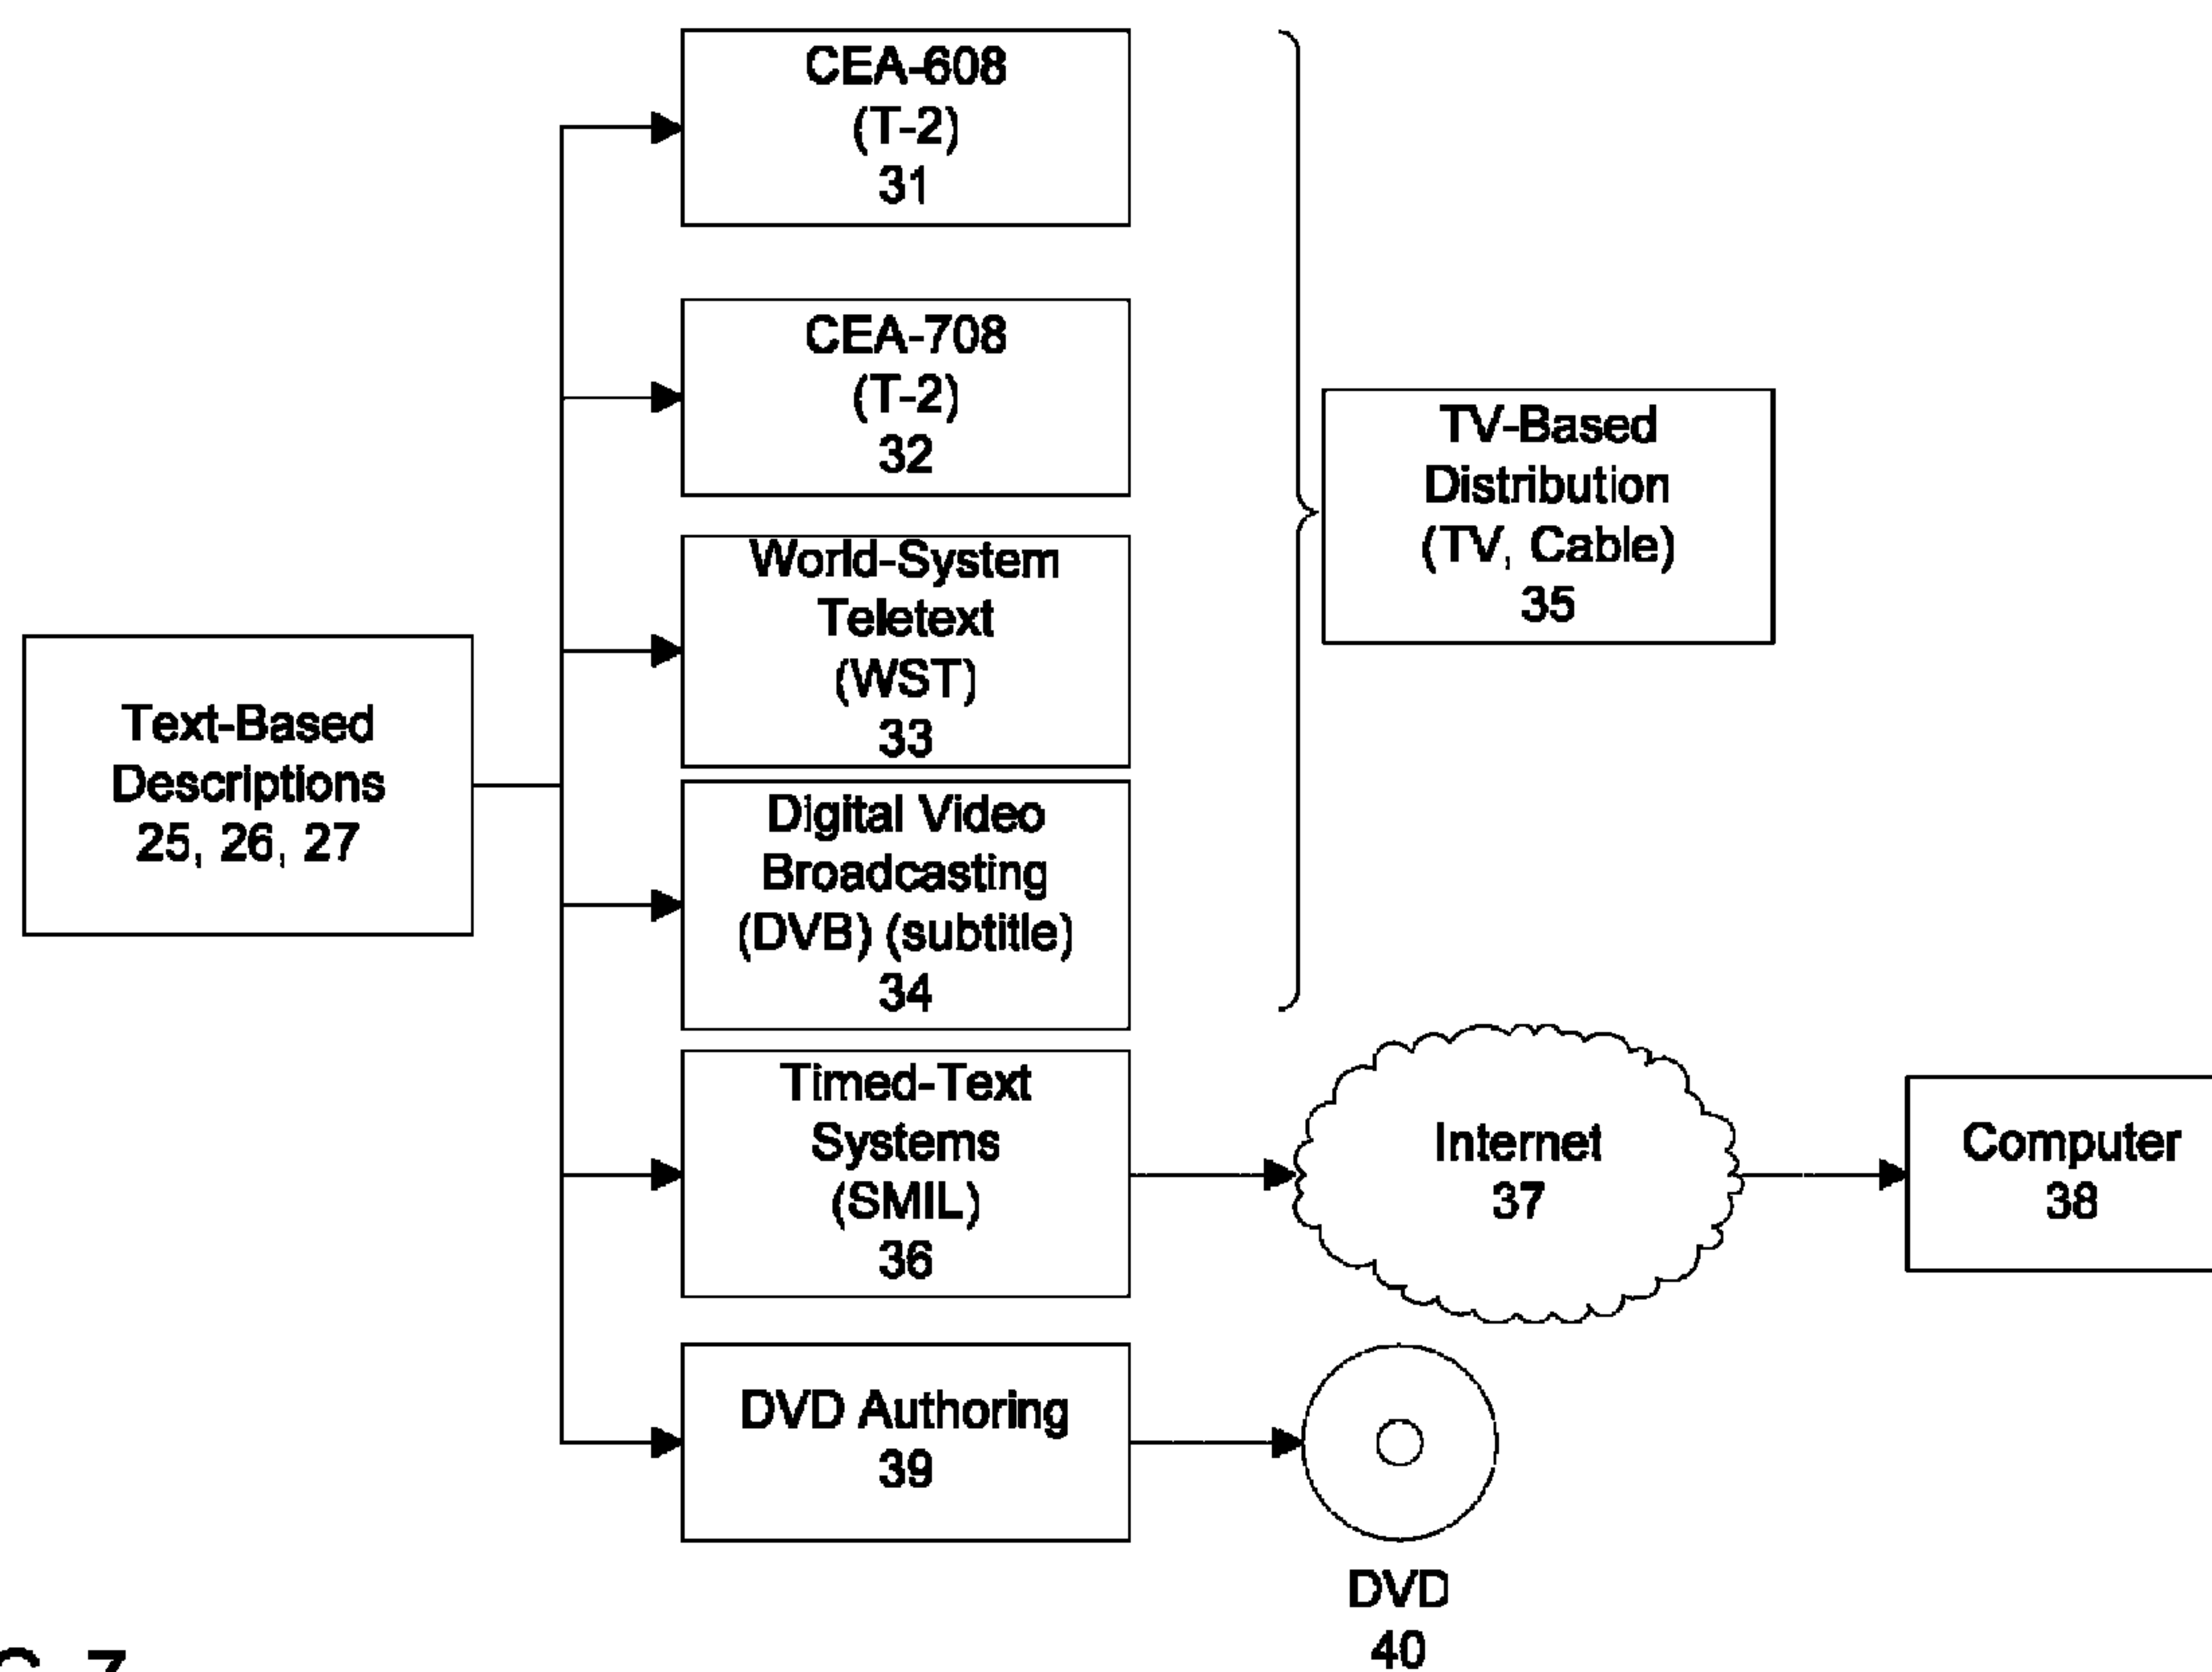 CEA-608
(T-2)
31
CEA-708
(T-2)
32
World-System
Teletext
(WST)
33
Digital Video
Broadcasting
(DVB) (subtitle)
34
Timed-Text
Systems
(SMIL)
36
DVD Authoring
39
Text-Based
Descriptions
25, 26, 27
TV-Based
Distribution
(TV, Cable)
35
Internet
37
Computer
38
DVD
40